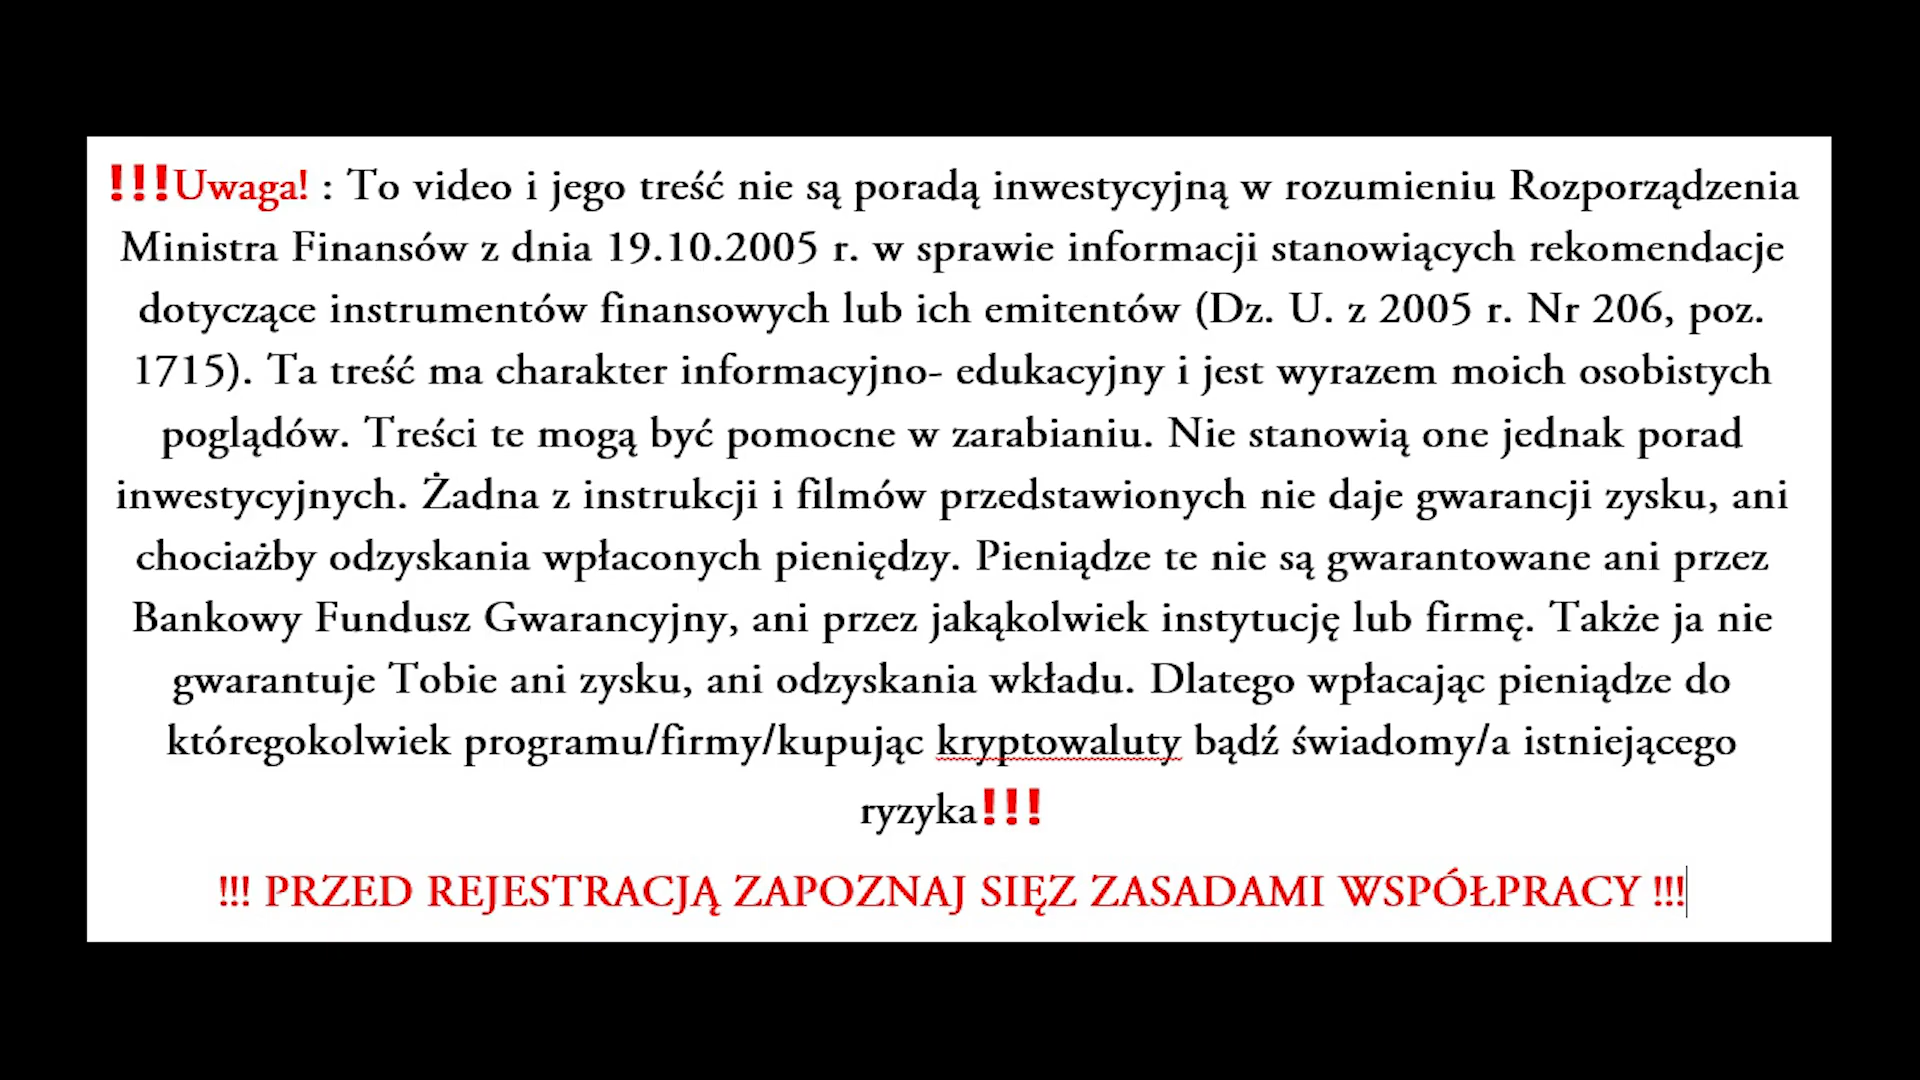 !!!Uwaga! : To video i jego treść nie są poradą inwestycyjną w rozumieniu Rozporządzenia
Ministra Finansów z dnia 19.10.2005 r. w sprawie informacji stanowiących rekomendacje
dotyczące instrumentów finansowych lub ich emitentów (Dz. U. z 2005 r. Nr 206, poz.
1715). Ta treść ma charakter informacyjno- edukacyjny i jest wyrazem moich osobistych
poglądów. Treści te mogą być pomocne w zarabianiu. Nie stanowią one jednak porad
inwestycyjnych. Żadna z instrukcji i filmów przedstawionych nie daje gwarancji zysku, ani
chociażby odzyskania wpłaconych pieniędzy. Pieniądze te nie są gwarantowane ani przez
Bankowy Fundusz Gwarancyjny, ani przez jakąkolwiek instytucję lub firmę. Także ja nie
gwarantuje Tobie ani zysku, ani odzyskania wkładu. Dlatego wpłacając pieniądze do
któregokolwiek programu/firmy/kupując kryptowaluty bądź świadomy/a istniejącego
ryzyka!!!
!!! PRZED REJESTRACJĄ ZAPOZNAJ SIĘZ ZASADAMI WSPÓŁPRACY !!!